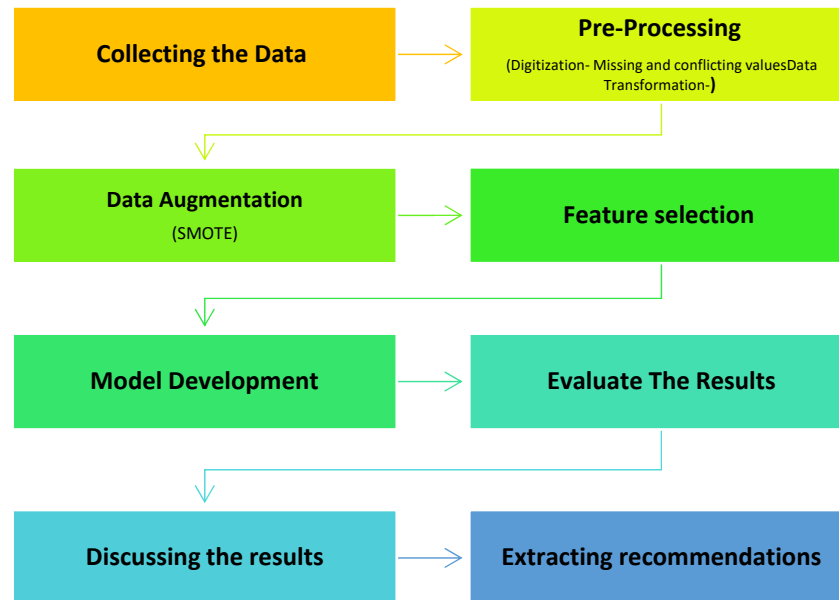 Collecting the Data
Pre-Processing
(Digitization- Missing and conflicting valuesData
Transformation-)
Data Augmentation
(SMOTE)
Feature selection
Model Development
Evaluate The Results
Discussing the results
Extracting recommendations